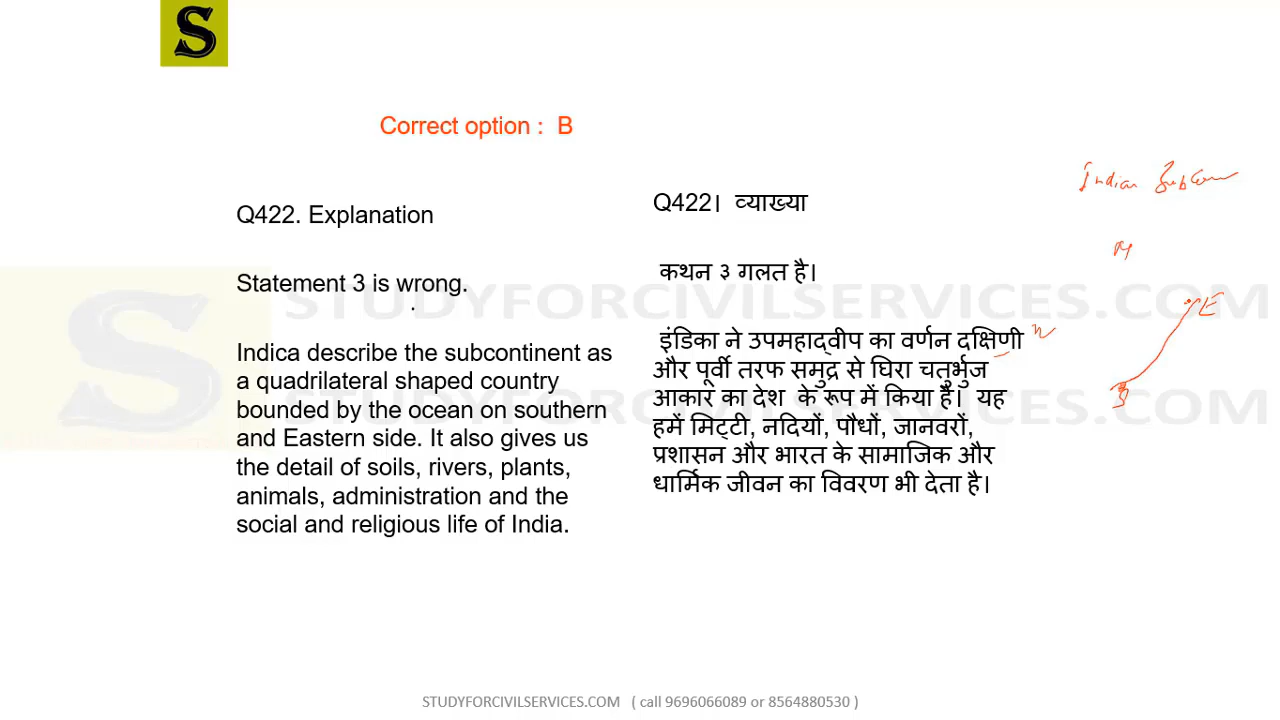 S
Correct option : B
Q422. Explanation
Statement 3 is wrong.
Indica describe the subcontinent as
a quadrilateral shaped country
bounded by the ocean on southern
and Eastern side. It also gives us
the detail of soils, rivers, plants,
animals, administration and the
social and religious life of India.
Q422। व्याख्या
कथन ३ गलत है।
इंडिका ने उपमहाद्वीप का वर्णन दक्षिणी
और पूर्वी तरफ समुद्र से घिरा चतुर्भुज
आकार का देश के रूप में किया है। यह
हमें मिट्टी, नदियों, पौधों, जानवरों,
प्रशासन और भारत के सामाजिक और
धार्मिक जीवन का विवरण भी देता है।
Indian
E
STUDYFORCIVILSERVICES.COM
STUDYFORCIVILSERVICES.COM
STUDYFORCIVILSERVICES.COM ( call 9696066089 or 8564880530 )